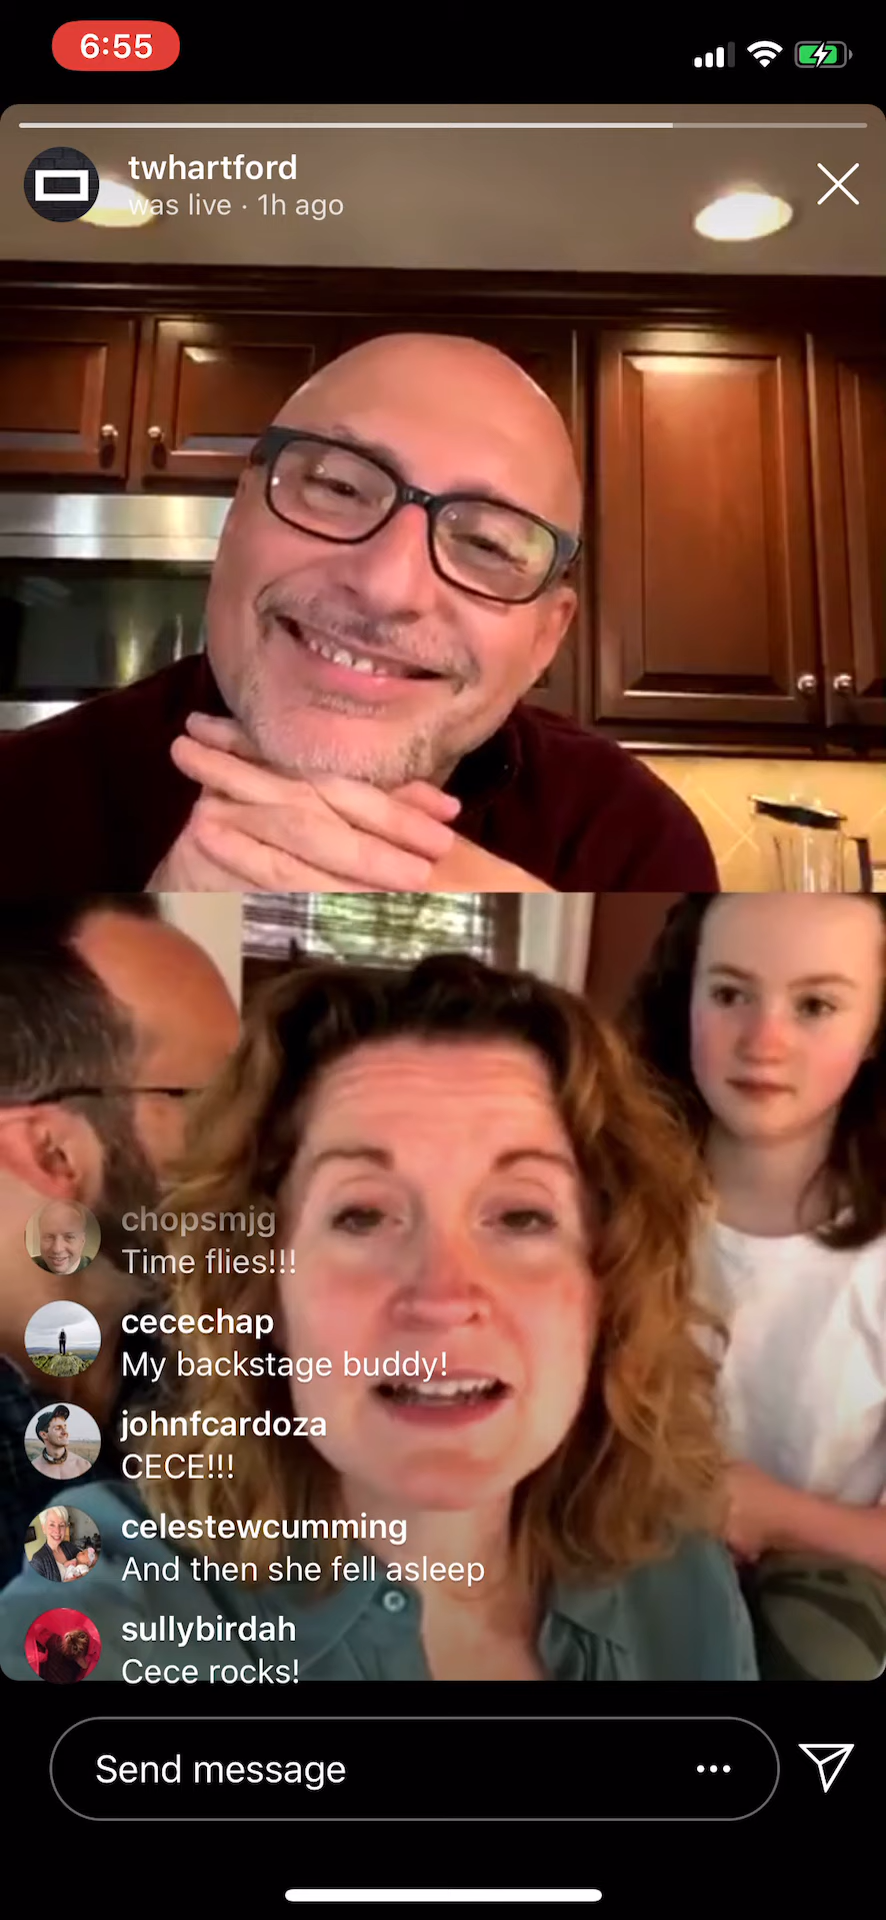 6:55
twhartford
was live · 1h ago
chopsmjg
Time flies!!!
cecechap
My backstage buddy!
johnfcardoza
CECE!!!
celestewcumming
And then she fell asleep
sullybirdah
Cece rocks!
Send message